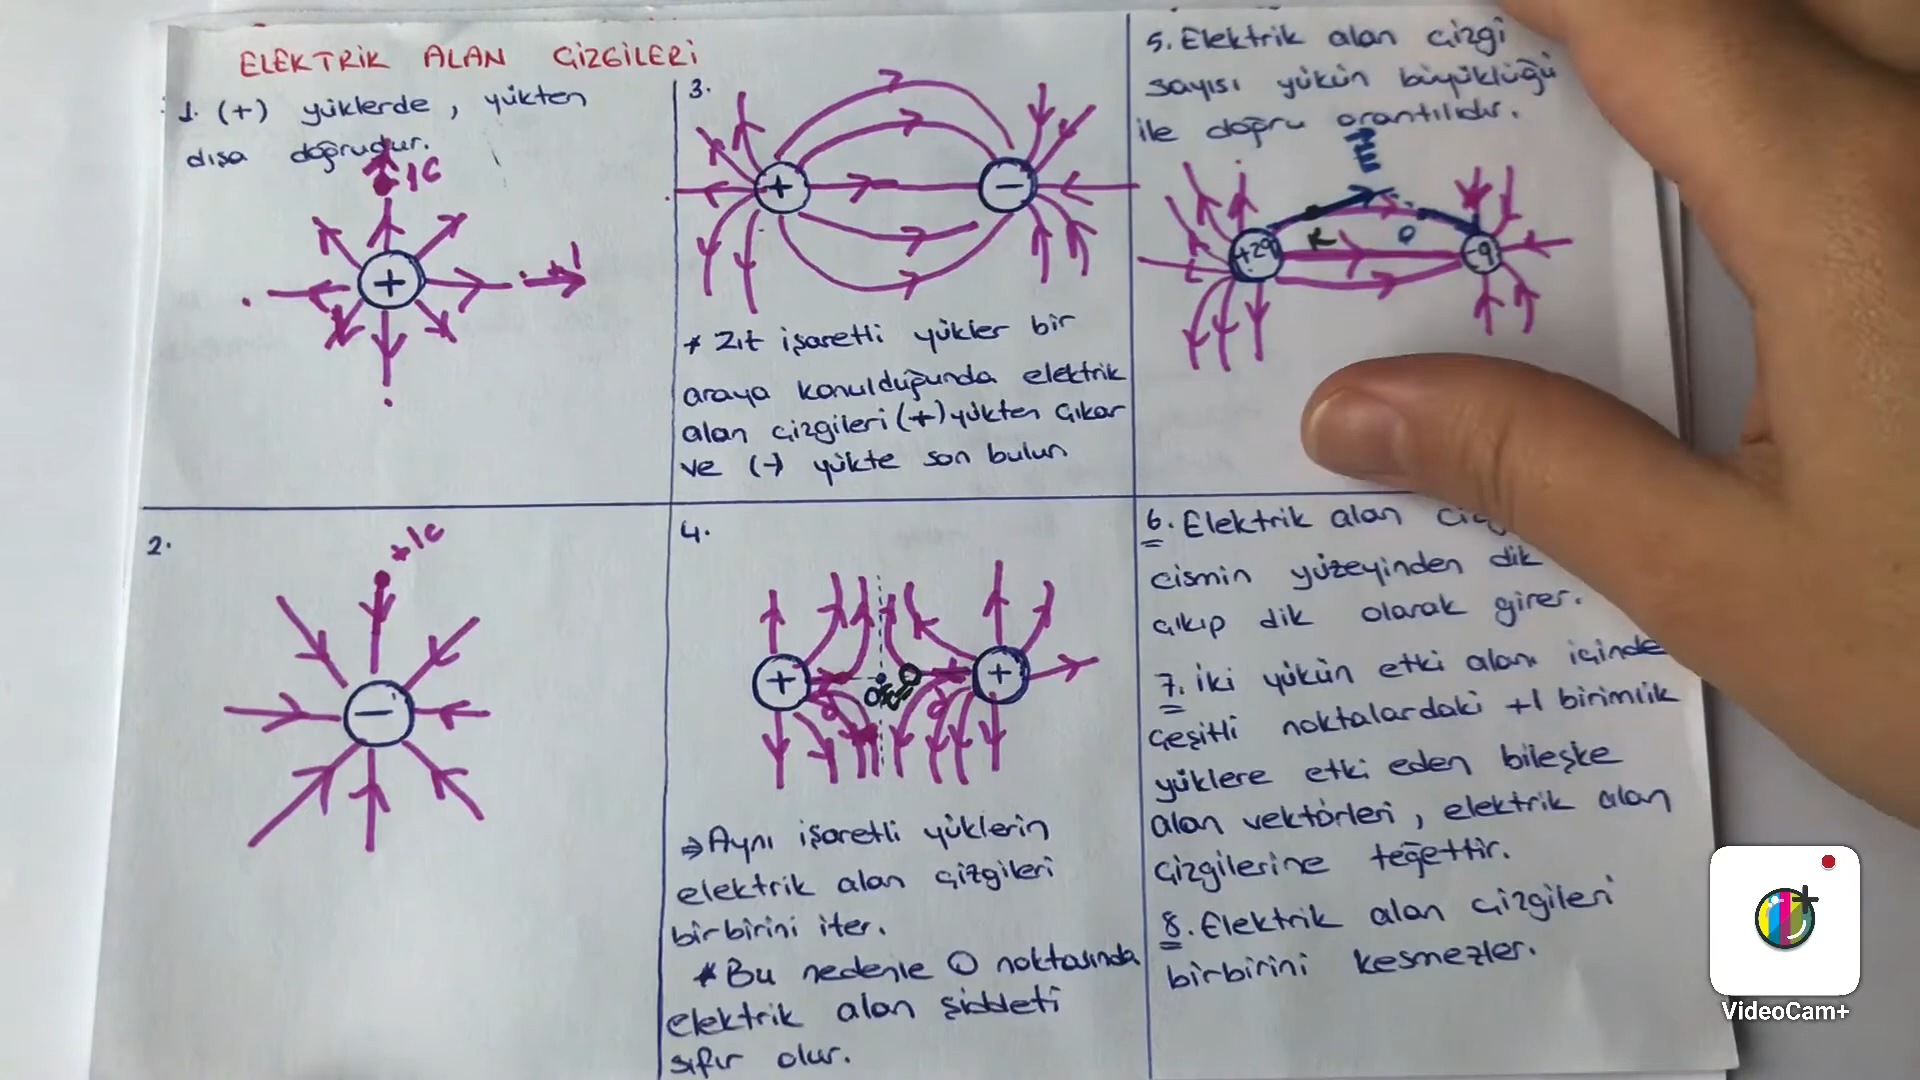 ELEKTRİK ALAN ÇİZGİLERİ
1. (+) yüklerde, yükten
dışa doğrudur.
+1C
+
+1
2.
+1C
-
3.
+
-
* Zıt işaretli yükler bir
araya konulduğunda elektrik
alan çizgileri (+) yükten çıkar
ve (-) yükte son bulur
4.
+
+
d
d
⇒ Aynı işaretli yüklerin
elektrik alan çizgileri
birbirini iter.
* Bu nedenle O noktasında
elektrik alan şiddeti
sıfır olur.
5. Elektrik alan çizgi
sayısı yükün büyüklüğü
ile doğru orantılıdır.
E
+2q
K
-q
6. Elektrik alan
cismin yüzeyinden dik
çıkıp dik olarak girer.
7. İki yükün etki alanı içinde
çeşitli noktalardaki +1 birimlik
yüklere etki eden bileşke
alan vektörleri, elektrik alan
çizgilerine teğettir.
8. Elektrik alan çizgileri
birbirini kesmezler.
VideoCam+